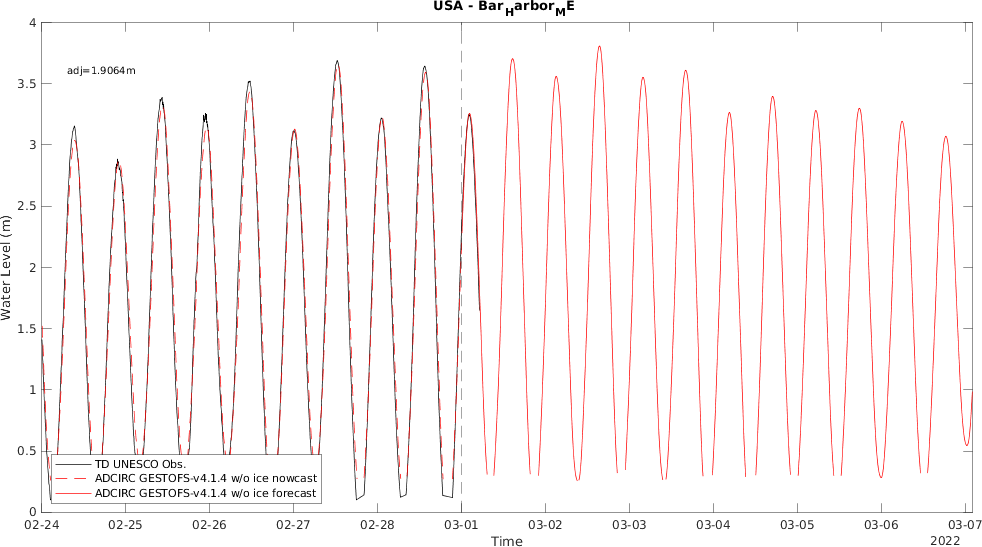 USA - Bar_Harbor_ME
adj=1.9064m
Water Level (m)
4
3.5
3
2.5
2
1.5
1
0.5
0
TD UNESCO Obs.
ADCIRC GESTOFS-v4.1.4 w/o ice nowcast
ADCIRC GESTOFS-v4.1.4 w/o ice forecast
02-24 02-25 02-26 02-27 02-28 03-01 03-02 03-03 03-04 03-05 03-06 03-07
Time
2022